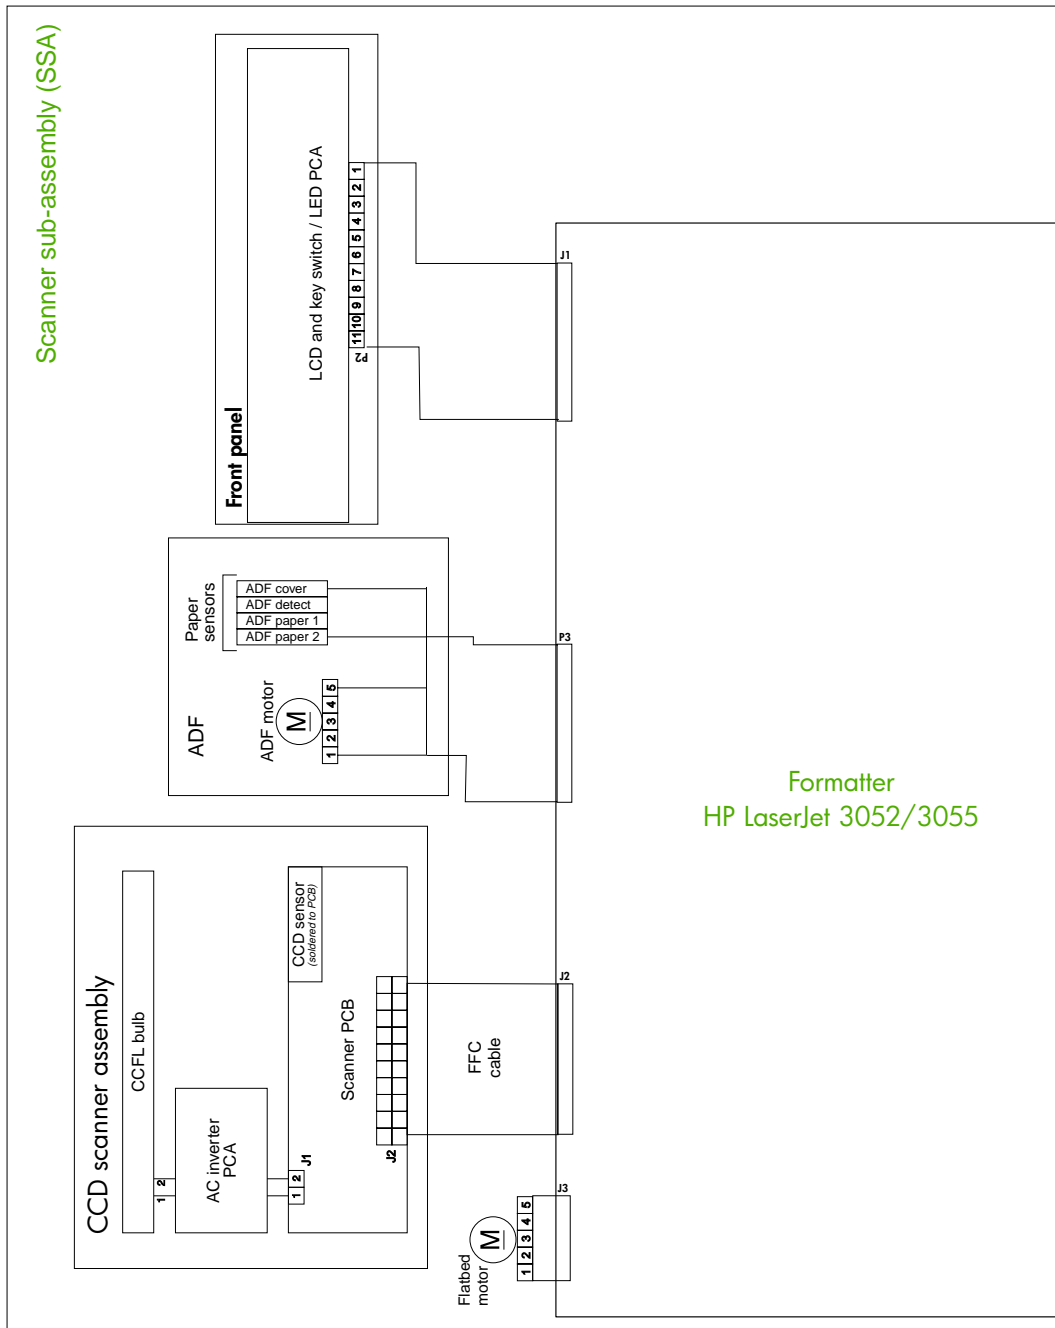 Scanner sub-assembly (SSA)
Front panel
LCD and key switch / LED PCA
11 10 9 8 7 6 5 4 3 2 1
P2
J1
ADF
Paper
sensors
ADF cover
ADF detect
ADF paper 1
ADF paper 2
ADF motor
M
1 2 3 4 5
P3
CCD scanner assembly
CCFL bulb
1 2
AC inverter
PCA
1 2
J1
CCD sensor
(soldered to PCB)
Scanner PCB
J2
FFC
cable
J2
Flatbed
motor
M
1 2 3 4 5
J3
Formatter
HP LaserJet 3052/3055